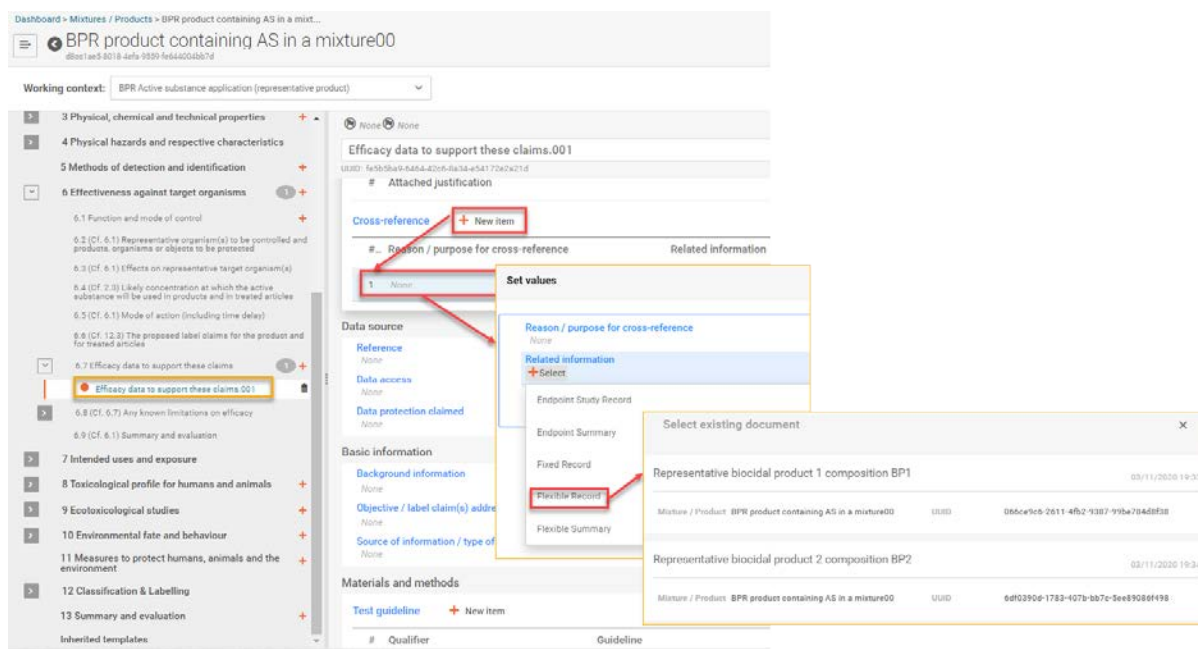 Dashboard > Mixtures / Products > BPR product containing AS in a mixt...
BPR product containing AS in a mixture00
Working context: BPR Active substance application (representative product)
3 Physical, chemical and technical properties
4 Physical hazards and respective characteristics
5 Methods of detection and identification
6 Effectiveness against target organisms
1
6.1 Function and mode of control
6.2 (Cf. 6.1) Representative organism(s) to be controlled and
products, organisms or objects to be protected
6.3 (Cf. 6.1) Effects on representative target organism(s)
6.4 (Cf. 2.3) Likely concentration at which the active
substance will be used in products and in treated articles
6.5 (Cf. 6.1) Mode of action (including time delay)
6.6 (Cf. 12.3) The proposed label claims for the product and
for treated articles
6.7 Efficacy data to support these claims
1
Efficacy data to support these claims.001
6.8 (Cf. 6.7) Any known limitations on efficacy
6.9 (Cf. 6.1) Summary and evaluation
7 Intended uses and exposure
8 Toxicological profile for humans and animals
9 Ecotoxicological studies
10 Environmental fate and behaviour
11 Measures to protect humans, animals and the
environment
12 Classification & Labelling
13 Summary and evaluation
Inherited templates
None None
Efficacy data to support these claims.001
UUID:
# Attached justification
Cross-reference + New item
#.. Reason / purpose for cross-reference Related information
1 None
Data source
Reference
None
Data access
None
Data protection claimed
None
Basic information
Background information
None
Objective / label claim(s) addre
None
Source of information / type of
None
Materials and methods
Test guideline + New item
# Qualifier Guideline
Set values
Reason / purpose for cross-reference
None
Related information
+Select
Endpoint Study Record
Endpoint Summary
Fixed Record
Flexible Record
Flexible Summary
Select existing document ×
Representative biocidal product 1 composition BP1
Mixture / Product BPR product containing AS in a mixture00 UUID
Representative biocidal product 2 composition BP2
Mixture / Product BPR product containing AS in a mixture00 UUID